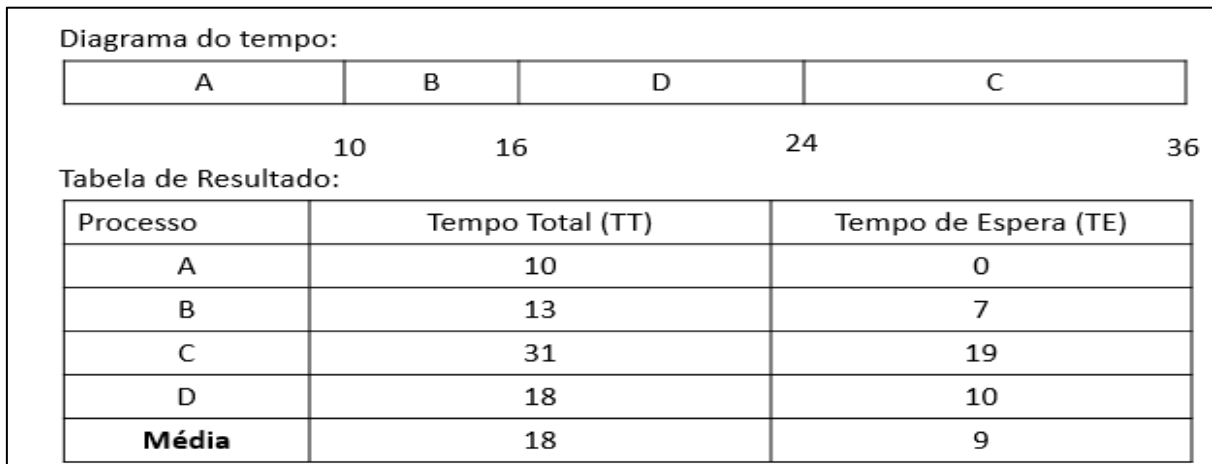 Diagrama do tempo:
A B D C
10 16 24 36
Tabela de Resultado:
Processo Tempo Total (TT) Tempo de Espera (TE)
A 10 0
B 13 7
C 31 19
D 18 10
Média 18 9